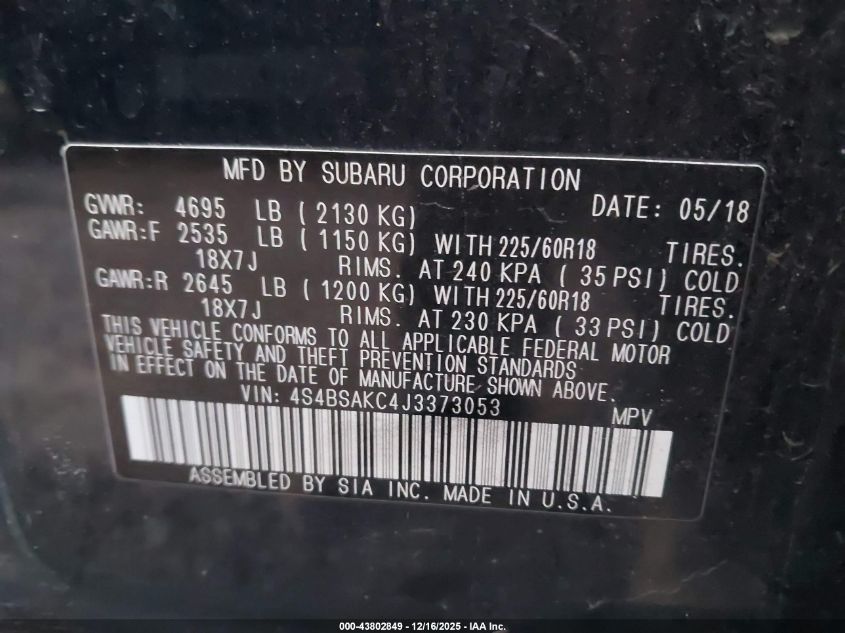 MFD BY SUBARU CORPORATION
GVWR: 4695 LB ( 2130 KG) DATE: 05/18
GAWR:F 2535 LB ( 1150 KG) WITH 225/60R18 TIRES.
18X7J RIMS. AT 240 KPA ( 35 PSI) COLD
GAWR:R 2645 LB ( 1200 KG) WITH 225/60R18 TIRES.
18X7J RIMS. AT 230 KPA ( 33 PSI) COLD
THIS VEHICLE CONFORMS TO ALL APPLICABLE FEDERAL MOTOR
VEHICLE SAFETY AND THEFT PREVENTION STANDARDS
IN EFFECT ON THE DATE OF MANUFACTURE SHOWN ABOVE.
VIN: 4S4BSAKC4J3373053 MPV
ASSEMBLED BY SIA INC. MADE IN U.S.A.
000-43802849 - 12/16/2025 - IAA Inc.